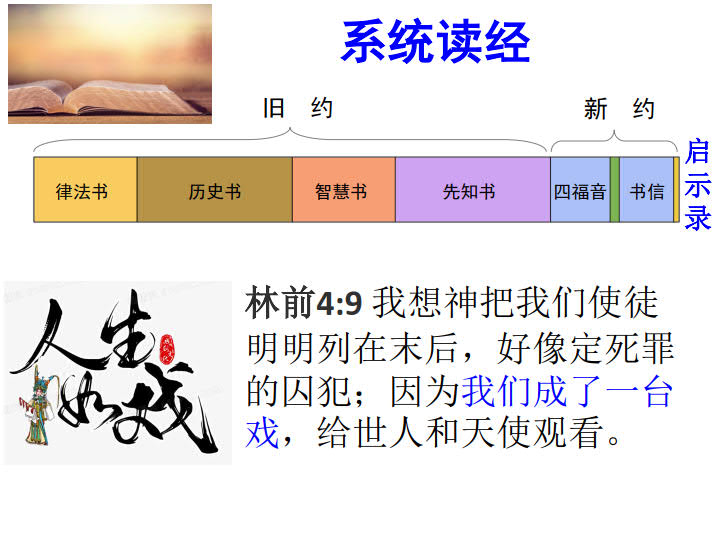 系统读经
旧 约
新 约
律法书
历史书
智慧书
先知书
四福音
书信
启示录
人生如戏
林前4:9 我想神把我们使徒
明明列在末后，好像定死罪
的囚犯；因为我们成了一台
戏，给世人和天使观看。